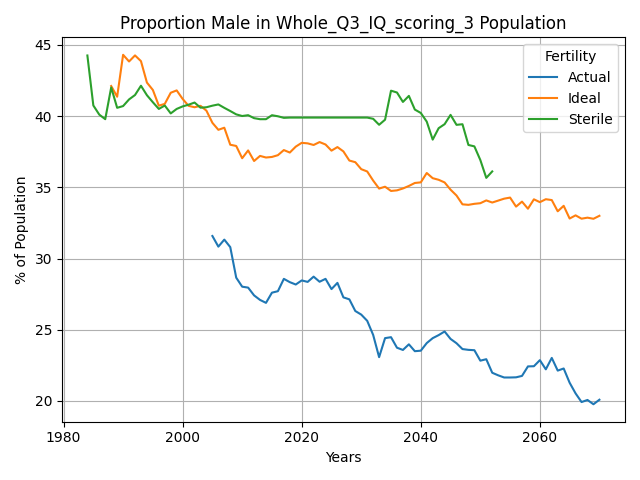 Proportion Male in Whole_Q3_IQ_scoring_3 Population
% of Population
45
40
35
30
25
20
Fertility
Actual
Ideal
Sterile
1980
2000
2020
2040
2060
Years